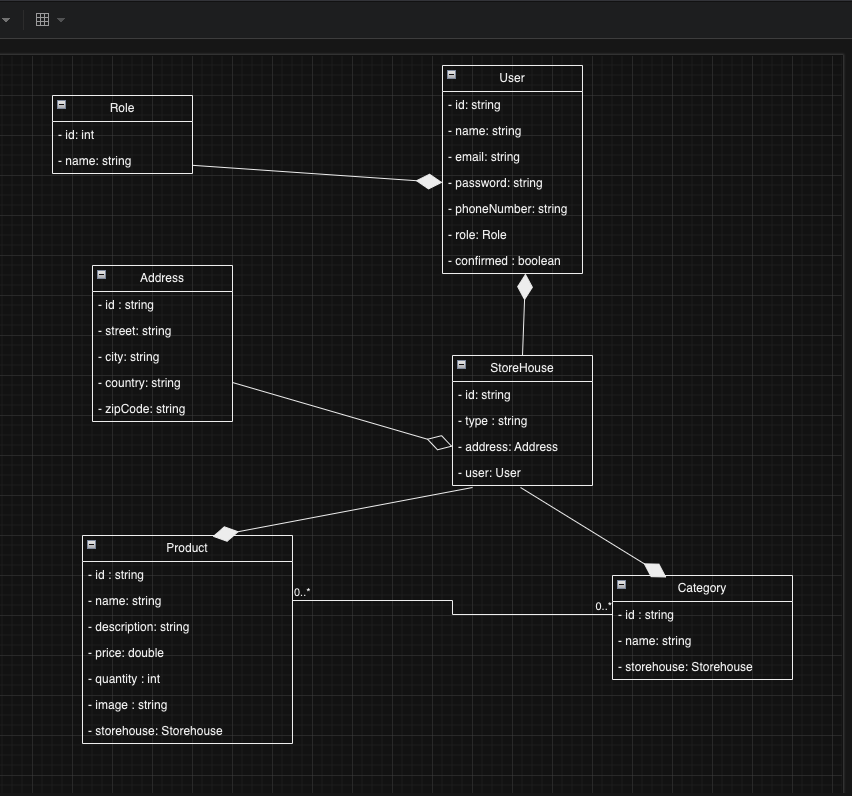 User
- id: string
- name: string
- email: string
- password: string
- phoneNumber: string
- role: Role
- confirmed : boolean
Role
- id: int
- name: string
Address
- id : string
- street: string
- city: string
- country: string
- zipCode: string
StoreHouse
- id: string
- type : string
- address: Address
- user: User
Product
- id : string
- name: string
- description: string
- price: double
- quantity : int
- image : string
- storehouse: Storehouse
0..*
0..*
Category
- id : string
- name: string
- storehouse: Storehouse